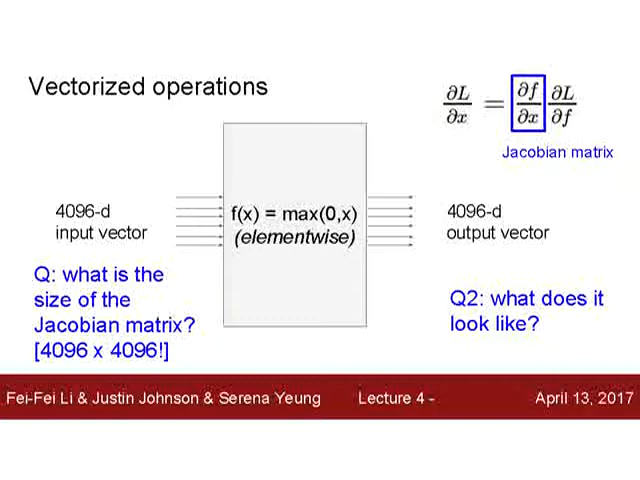 Vectorized operations
∂L/∂x = ∂f/∂x ∂L/∂f
Jacobian matrix
4096-d
input vector
f(x) = max(0,x)
(elementwise)
4096-d
output vector
Q: what is the
size of the
Jacobian matrix?
[4096 x 4096!]
Q2: what does it
look like?
Fei-Fei Li & Justin Johnson & Serena Yeung
Lecture 4 -
April 13, 2017